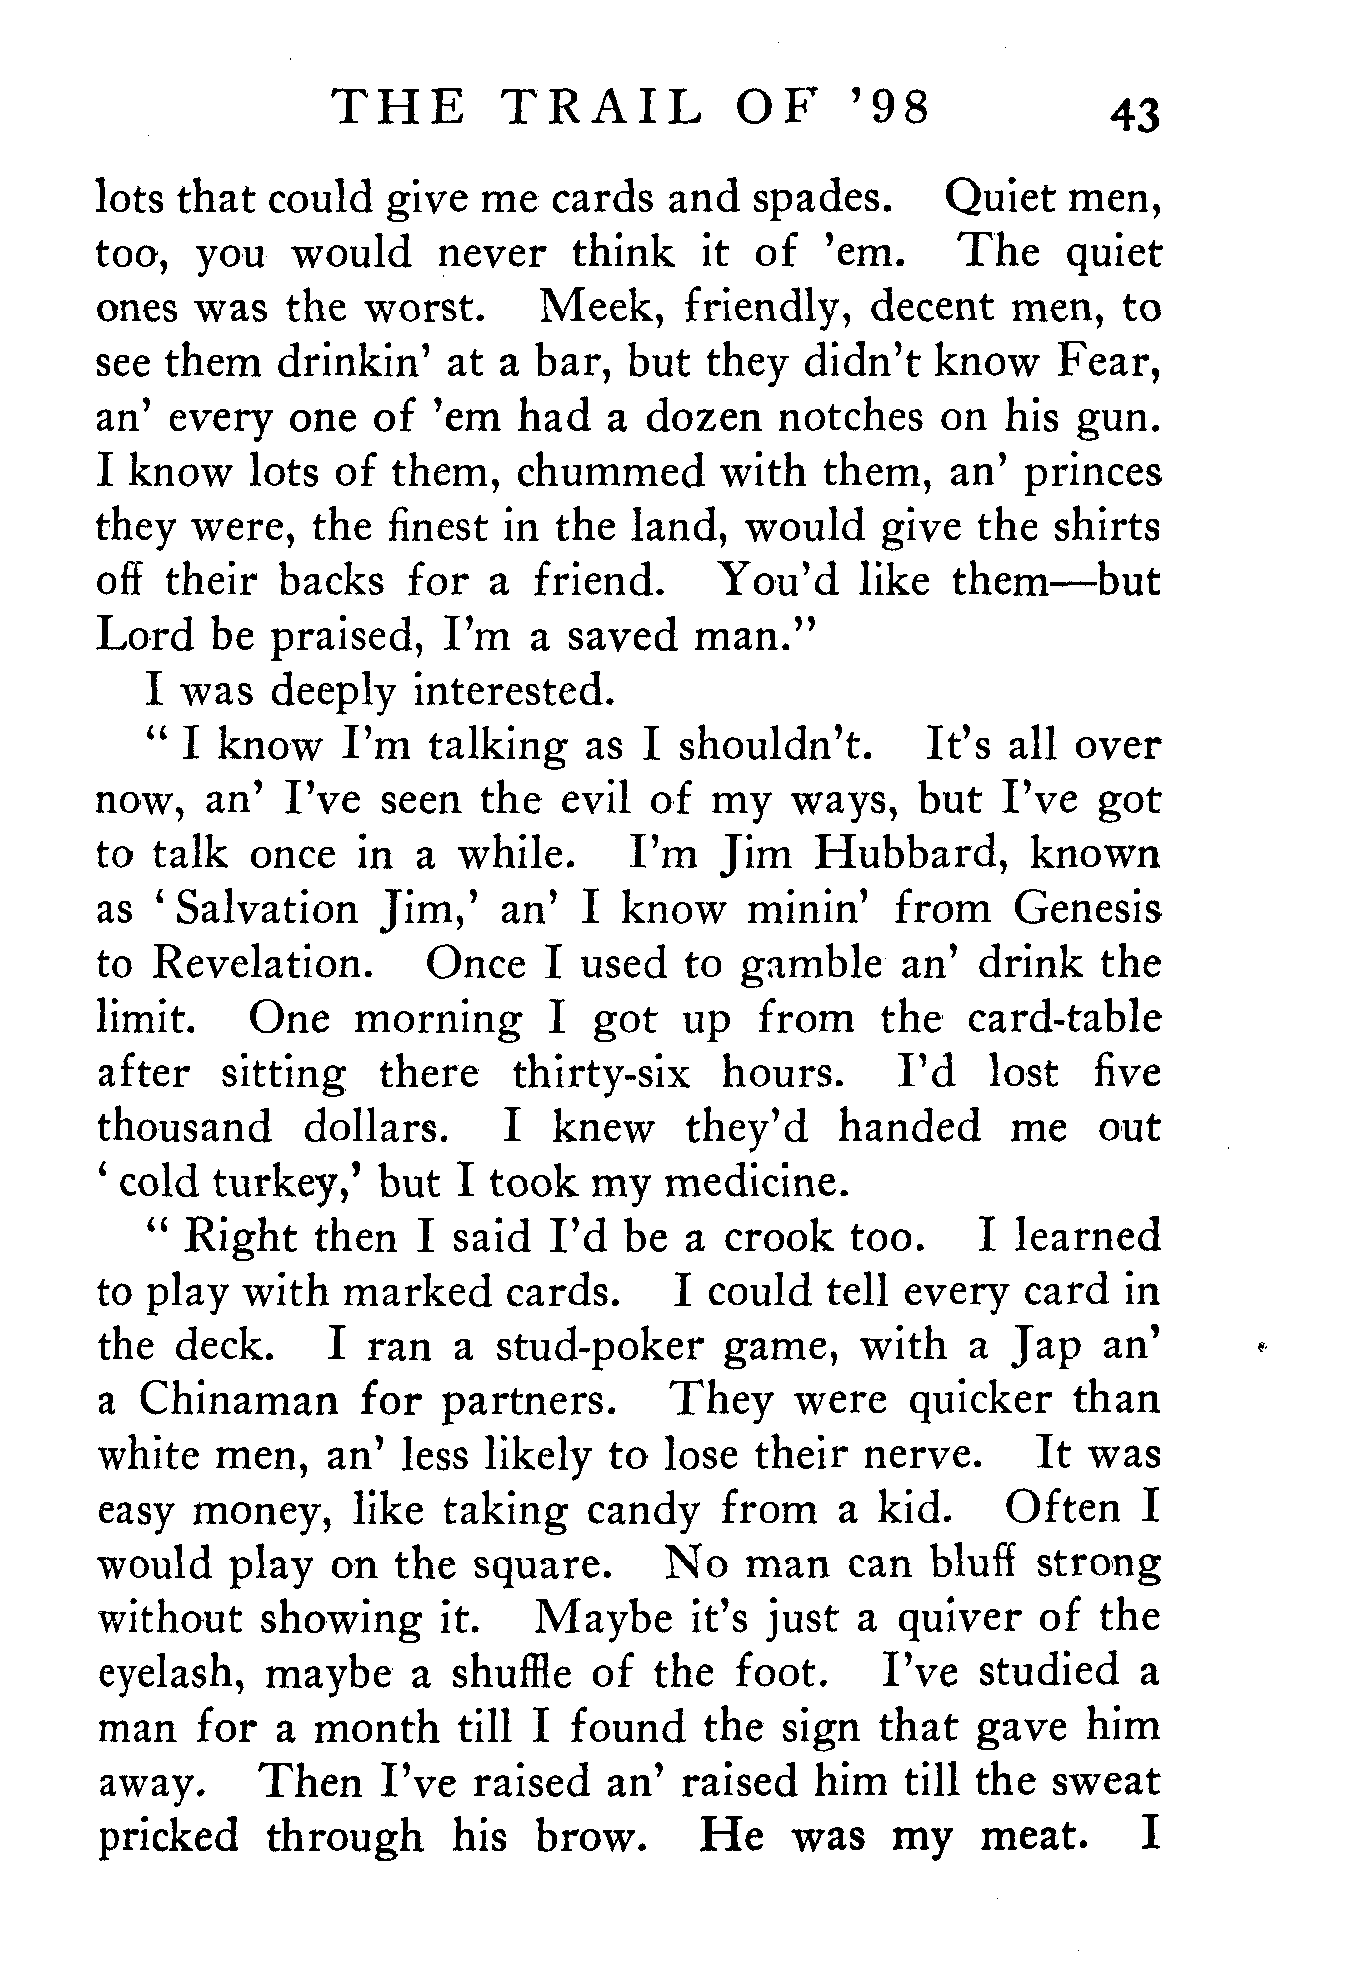 THE TRAIL OF '98 43
lots that could give me cards and spades. Quiet men,
too, you would never think it of 'em. The quiet
ones was the worst. Meek, friendly, decent men, to
see them drinkin' at a bar, but they didn't know Fear,
an' every one of 'em had a dozen notches on his gun.
I know lots of them, chummed with them, an' princes
they were, the finest in the land, would give the shirts
off their backs for a friend. You'd like them—but
Lord be praised, I'm a saved man."
I was deeply interested.
" I know I'm talking as I shouldn't. It's all over
now, an' I've seen the evil of my ways, but I've got
to talk once in a while. I'm Jim Hubbard, known
as ' Salvation Jim,' an' I know minin' from Genesis
to Revelation. Once I used to gamble an' drink the
limit. One morning I got up from the card-table
after sitting there thirty-six hours. I'd lost five
thousand dollars. I knew they'd handed me out
' cold turkey,' but I took my medicine.
" Right then I said I'd be a crook too. I learned
to play with marked cards. I could tell every card in
the deck. I ran a stud-poker game, with a Jap an'
a Chinaman for partners. They were quicker than
white men, an' less likely to lose their nerve. It was
easy money, like taking candy from a kid. Often I
would play on the square. No man can bluff strong
without showing it. Maybe it's just a quiver of the
eyelash, maybe a shuffle of the foot. I've studied a
man for a month till I found the sign that gave him
away. Then I've raised an' raised him till the sweat
pricked through his brow. He was my meat. I